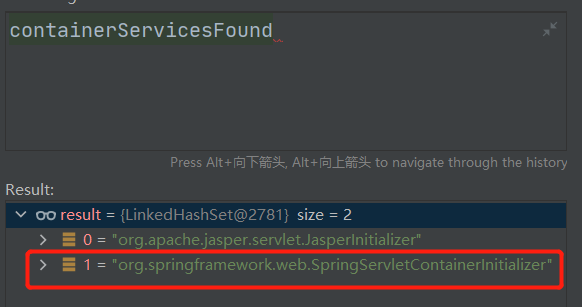 containerServicesFound
Press Alt+向下箭头, Alt+向上箭头 to navigate through the history
Result:
result = {LinkedHashSet@2781} size = 2
0 = "org.apache.jasper.servlet.JasperInitializer"
1 = "org.springframework.web.SpringServletContainerInitializer"